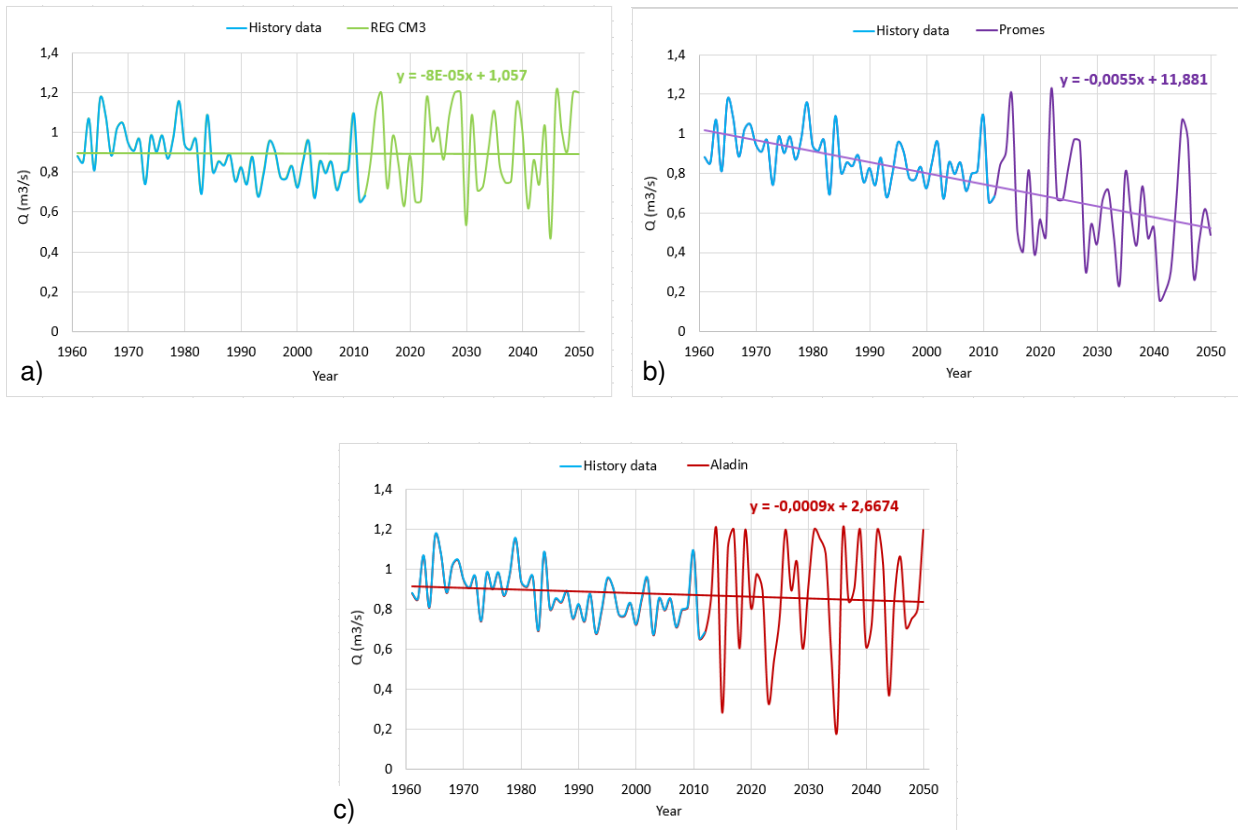 History data REG CM3
y = -8E-05x + 1,057
1,4
1,2
1
0,8
0,6
0,4
0,2
0
Q (m3/s)
1960 1970 1980 1990 2000 2010 2020 2030 2040 2050
Year
a)
History data Promes
y = -0,0055x + 11,881
1,4
1,2
1
0,8
0,6
0,4
0,2
0
Q (m3/s)
1960 1970 1980 1990 2000 2010 2020 2030 2040 2050
Year
b)
History data Aladin
y = -0,0009x + 2,6674
1,4
1,2
1
0,8
0,6
0,4
0,2
0
Q (m3/s)
1960 1970 1980 1990 2000 2010 2020 2030 2040 2050
Year
c)